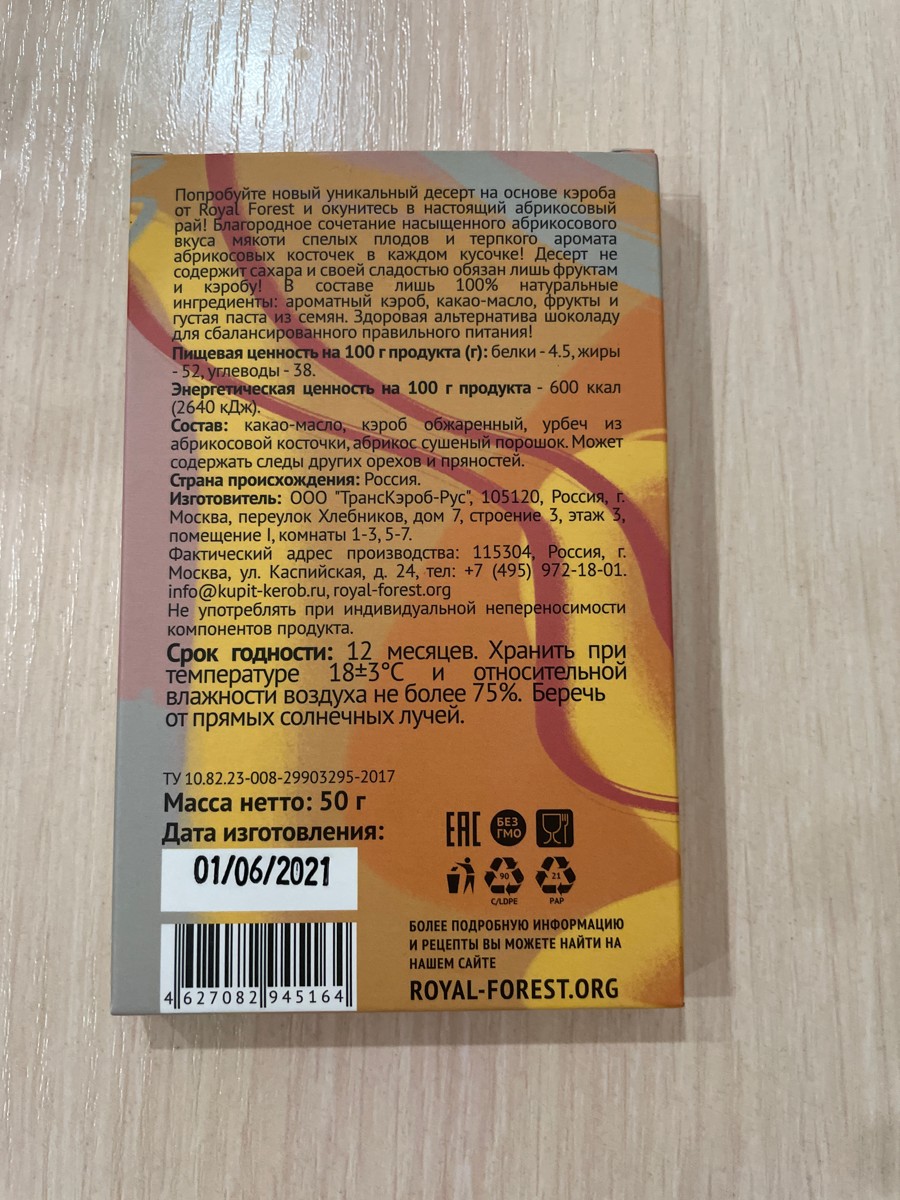 Попробуйте новый уникальный десерт на основе кэроба
от Royal Forest и окунитесь в настоящий абрикосовый
рай! Благородное сочетание насыщенного абрикосового
вкуса мякоти спелых плодов и терпкого аромата
абрикосовых косточек в каждом кусочке! Десерт не
содержит сахара и своей сладостью обязан лишь фруктам
и кэробу! В составе лишь 100% натуральные
ингредиенты: ароматный кэроб, какао-масло, фрукты и
густая паста из семян. Здоровая альтернатива шоколаду
для сбалансированного правильного питания!
Пищевая ценность на 100 г продукта (г): белки - 4.5, жиры
- 52, углеводы - 38.
Энергетическая ценность на 100 г продукта - 600 ккал
(2640 кДж).
Состав: какао-масло, кэроб обжаренный, урбеч из
абрикосовой косточки, абрикос сушеный порошок. Может
содержать следы других орехов и пряностей.
Страна происхождения: Россия.
Изготовитель: ООО "ТрансКэроб-Рус", 105120, Россия, г.
Москва, переулок Хлебников, дом 7, строение 3, этаж 3,
помещение I, комнаты 1-3, 5-7.
Фактический адрес производства: 115304, Россия, г.
Москва, ул. Каспийская, д. 24, тел: +7 (495) 972-18-01.
info@kupit-kerob.ru, royal-forest.org
Не употреблять при индивидуальной непереносимости
компонентов продукта.
Срок годности: 12 месяцев. Хранить при
температуре 18±3°С и относительной
влажности воздуха не более 75%. Беречь
от прямых солнечных лучей.
ТУ 10.82.23-008-29903295-2017
Масса нетто: 50 г
Дата изготовления:
01/06/2021
4 627082 945164
EAC
БЕЗ
ГМО
90
C/LDPE
21
PAP
БОЛЕЕ ПОДРОБНУЮ ИНФОРМАЦИЮ
И РЕЦЕПТЫ ВЫ МОЖЕТЕ НАЙТИ НА
НАШЕМ САЙТЕ
ROYAL-FOREST.ORG